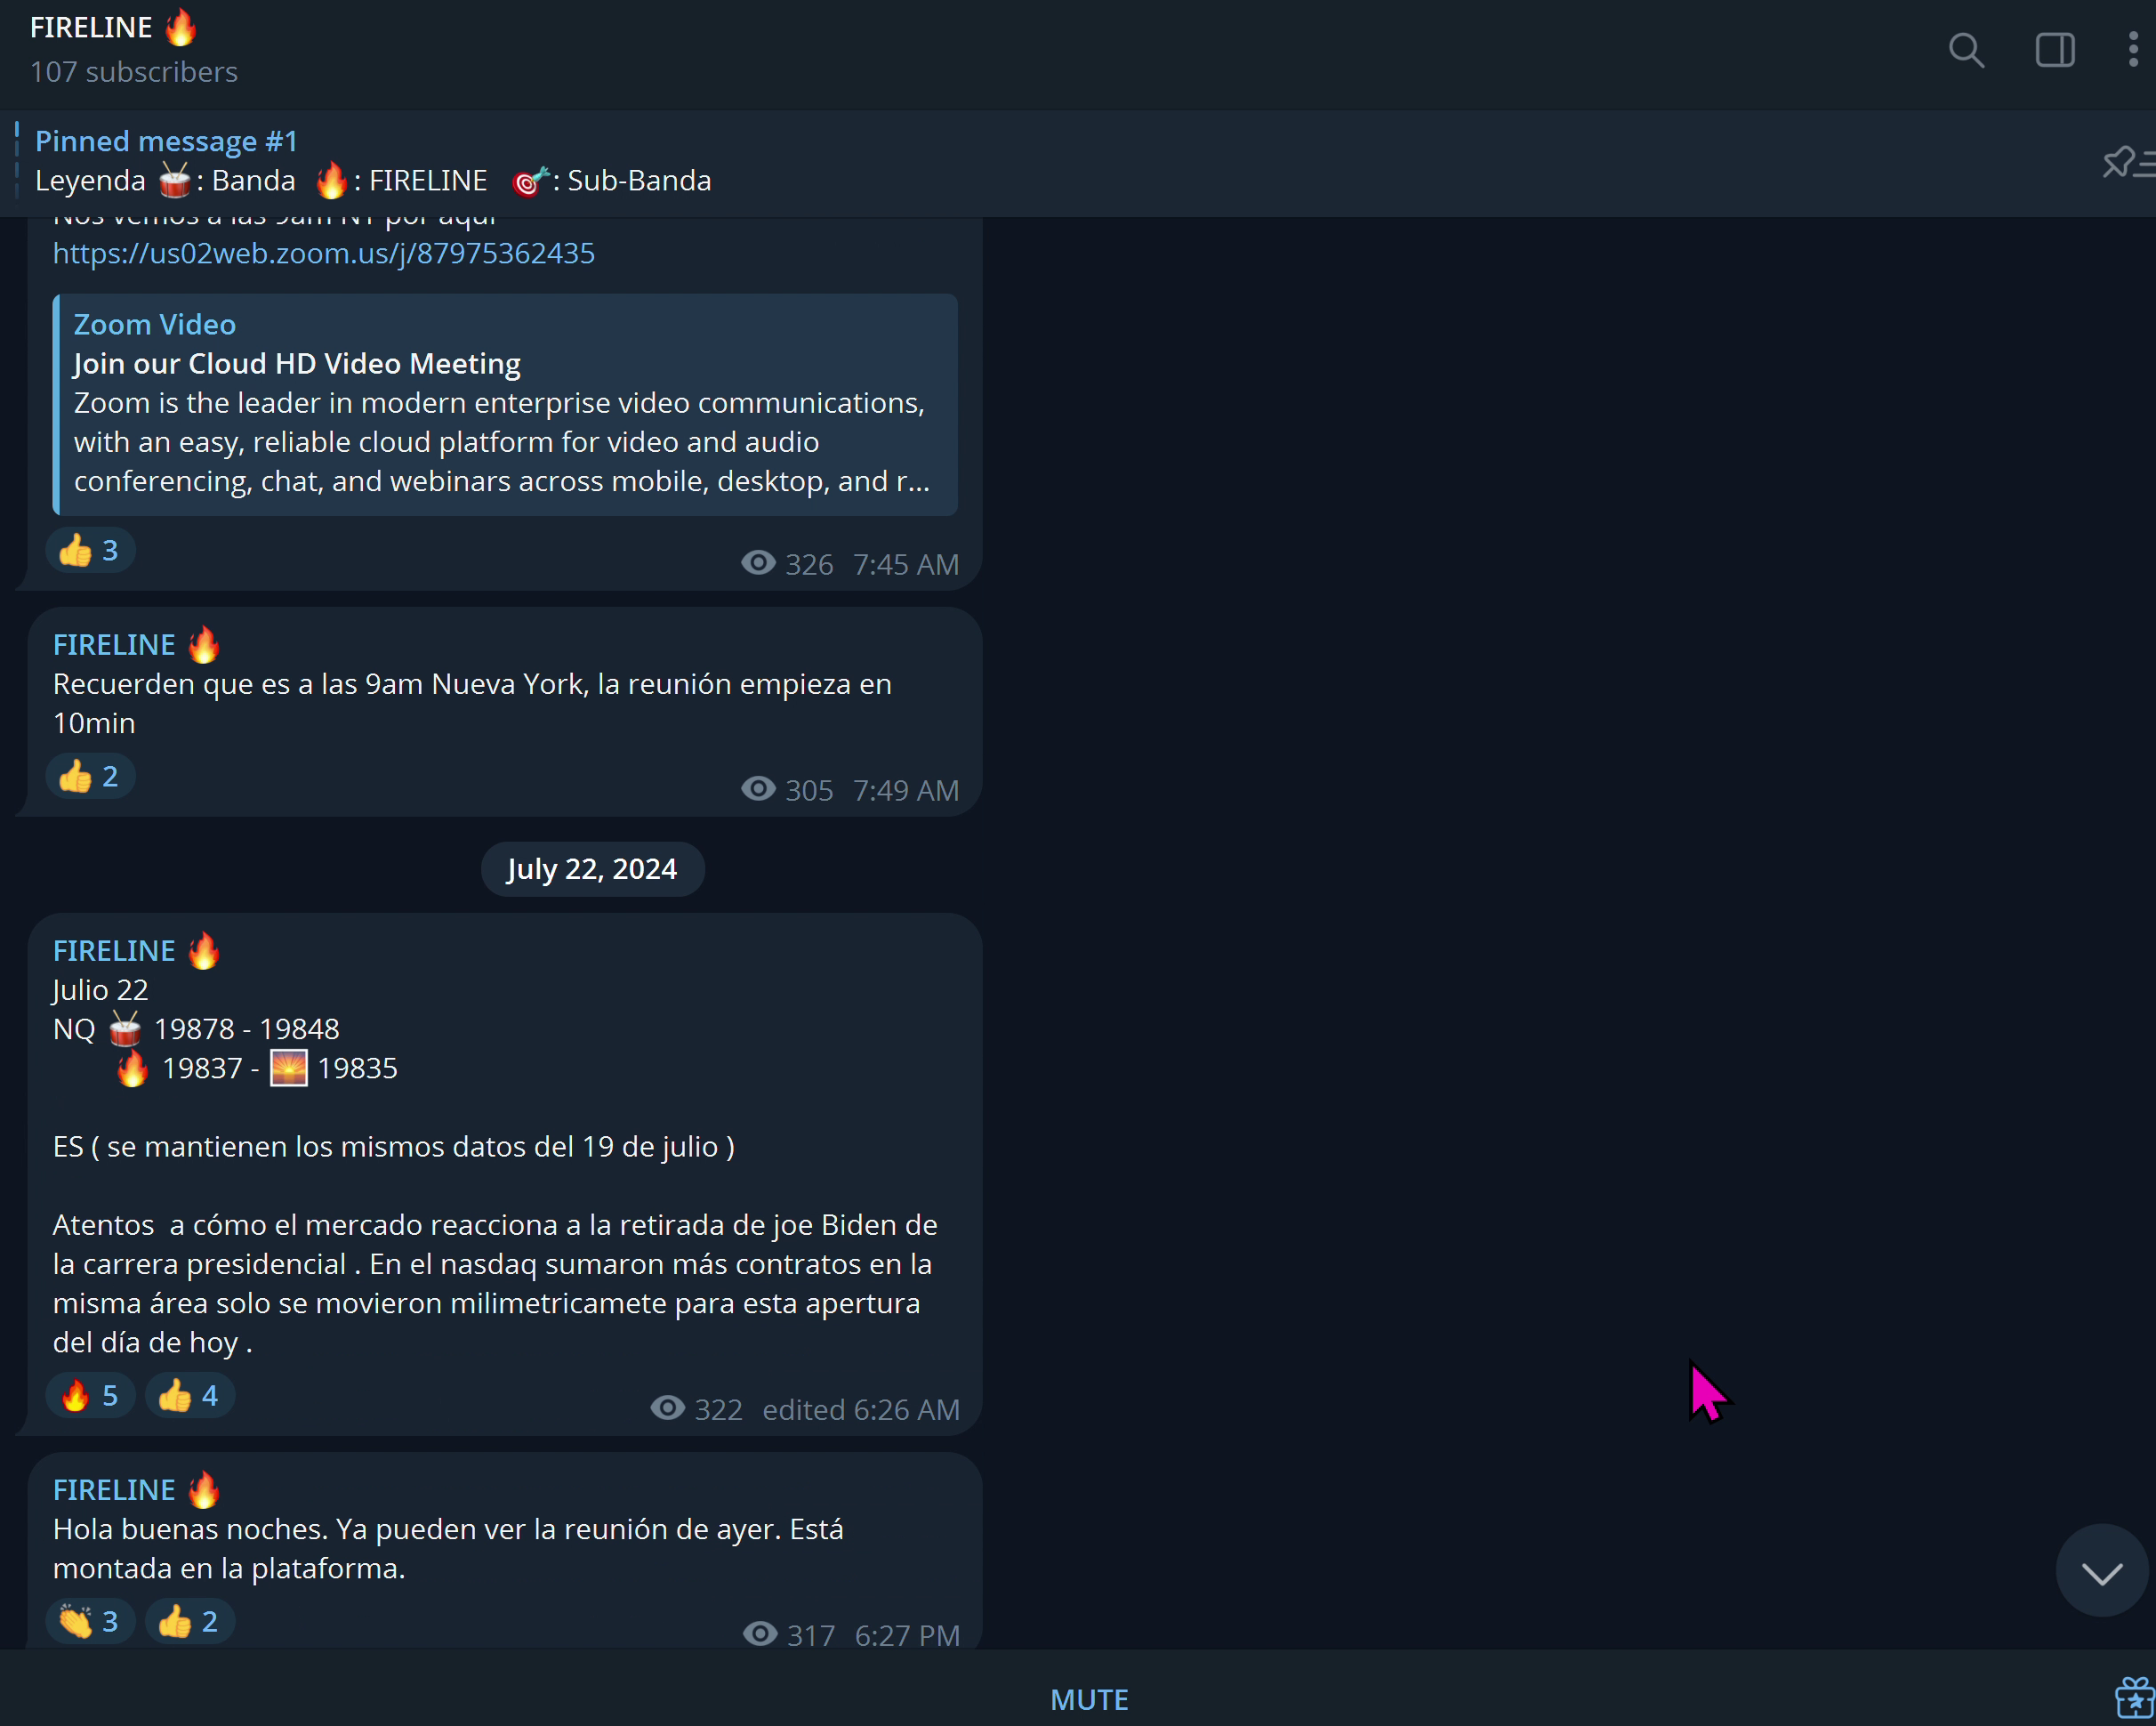 FIRELINE 🔥
107 subscribers
Pinned message #1
Leyenda 🥁: Banda 🔥: FIRELINE 🎯: Sub-Banda
Nos vemos a las 9am NY por aquí
https://us02web.zoom.us/j/87975362435
Zoom Video
Join our Cloud HD Video Meeting
Zoom is the leader in modern enterprise video communications,
with an easy, reliable cloud platform for video and audio
conferencing, chat, and webinars across mobile, desktop, and r...
👍 3 326 7:45 AM
FIRELINE 🔥
Recuerden que es a las 9am Nueva York, la reunión empieza en
10min
👍 2 305 7:49 AM
July 22, 2024
FIRELINE 🔥
Julio 22
NQ 🥁 19878 - 19848
🔥 19837 - 🌅 19835
ES ( se mantienen los mismos datos del 19 de julio )
Atentos  a cómo el mercado reacciona a la retirada de joe Biden de
la carrera presidencial . En el nasdaq sumaron más contratos en la
misma área solo se movieron milimetricamete para esta apertura
del día de hoy .
🔥 5 👍 4 322 edited 6:26 AM
FIRELINE 🔥
Hola buenas noches. Ya pueden ver la reunión de ayer. Está
montada en la plataforma.
👏 3 👍 2 317 6:27 PM
MUTE